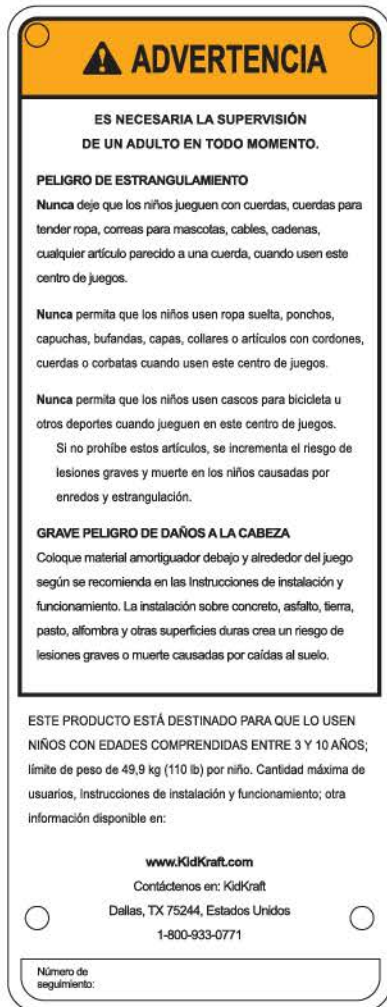 ADVERTENCIA
ES NECESARIA LA SUPERVISIÓN
DE UN ADULTO EN TODO MOMENTO.
PELIGRO DE ESTRANGULAMIENTO
Nunca deje que los niños jueguen con cuerdas, cuerdas para
tender ropa, correas para mascotas, cables, cadenas,
cualquier artículo parecido a una cuerda, cuando usen este
centro de juegos.
Nunca permita que los niños usen ropa suelta, ponchos,
capuchas, bufandas, capas, collares o artículos con cordones,
cuerdas o corbatas cuando usen este centro de juegos.
Nunca permita que los niños usen cascos para bicicleta u
otros deportes cuando jueguen en este centro de juegos.
Si no prohíbe estos artículos, se incrementa el riesgo de
lesiones graves y muerte en los niños causadas por
enredos y estrangulación.
GRAVE PELIGRO DE DAÑOS A LA CABEZA
Coloque material amortiguador debajo y alrededor del juego
según se recomienda en las Instrucciones de instalación y
funcionamiento. La instalación sobre concreto, asfalto, tierra,
pasto, alfombra y otras superficies duras crea un riesgo de
lesiones graves o muerte causadas por caídas al suelo.
ESTE PRODUCTO ESTÁ DESTINADO PARA QUE LO USEN
NIÑOS CON EDADES COMPRENDIDAS ENTRE 3 Y 10 AÑOS;
límite de peso de 49,9 kg (110 lb) por niño. Cantidad máxima de
usuarios, Instrucciones de instalación y funcionamiento; otra
información disponible en:
www.KidKraft.com
Contáctenos en: KidKraft
Dallas, TX 75244, Estados Unidos
1-800-933-0771
Número de
seguimiento: